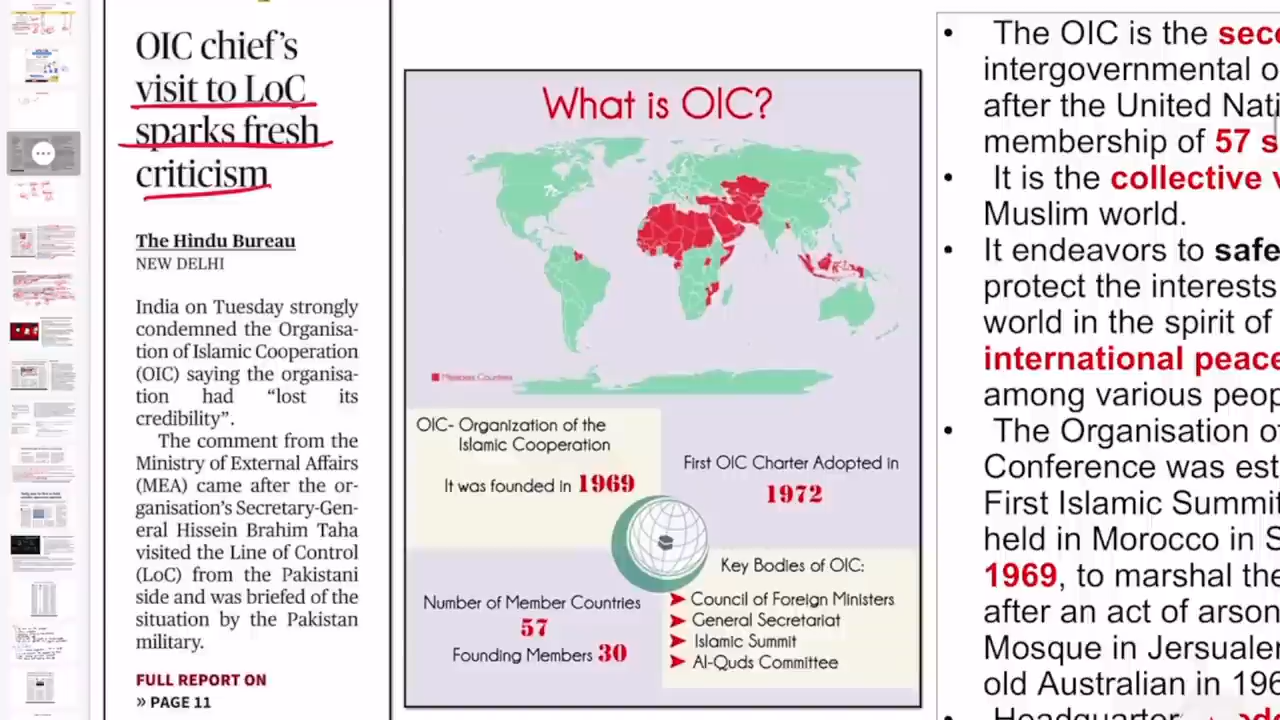 OIC chief's
visit to LoC
sparks fresh
criticism
The Hindu Bureau
NEW DELHI
India on Tuesday strongly
condemned the Organisa-
tion of Islamic Cooperation
(OIC) saying the organisa-
tion had "lost its
credibility".
The comment from the
Ministry of External Affairs
(MEA) came after the or-
ganisation's Secretary-Gen-
eral Hissein Brahim Taha
visited the Line of Control
(LoC) from the Pakistani
side and was briefed of the
situation by the Pakistan
military.
FULL REPORT ON
» PAGE 11
What is OIC?
Members Countries
OIC- Organization of the
Islamic Cooperation
It was founded in 1969
First OIC Charter Adopted in
1972
Number of Member Countries
57
Founding Members 30
Key Bodies of OIC:
➤ Council of Foreign Ministers
➤ General Secretariat
➤ Islamic Summit
➤ Al-Quds Committee
• The OIC is the seco
intergovernmental o
after the United Nati
membership of 57 s
• It is the collective v
Muslim world.
• It endeavors to safe
protect the interests
world in the spirit of
international peace
among various peop
• The Organisation of
Conference was est
First Islamic Summit
held in Morocco in S
1969, to marshal the
after an act of arson
Mosque in Jersualem
old Australian in 196
• Headquarter